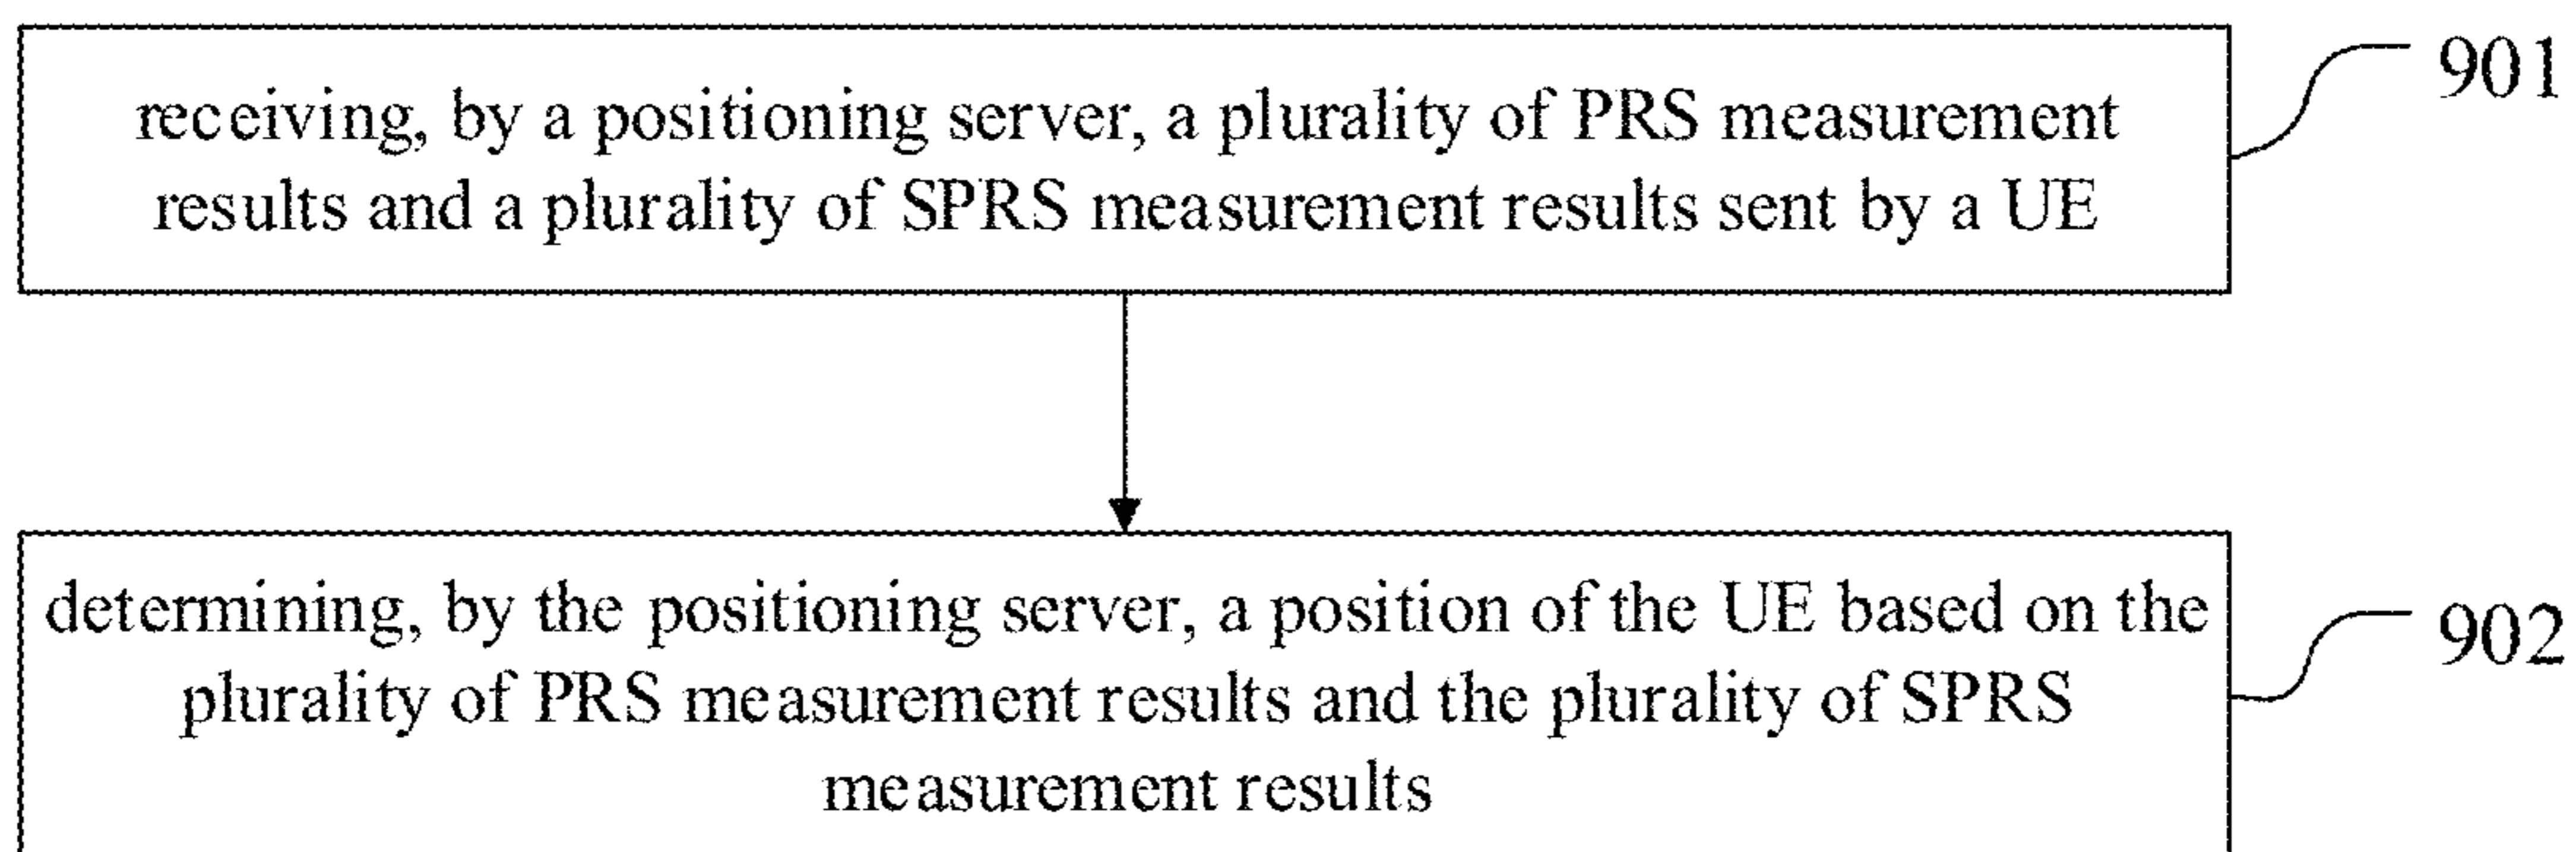 receiving, by a positioning server, a plurality of PRS measurement
results and a plurality of SPRS measurement results sent by a UE
901
determining, by the positioning server, a position of the UE based on the
plurality of PRS measurement results and the plurality of SPRS
measurement results
902